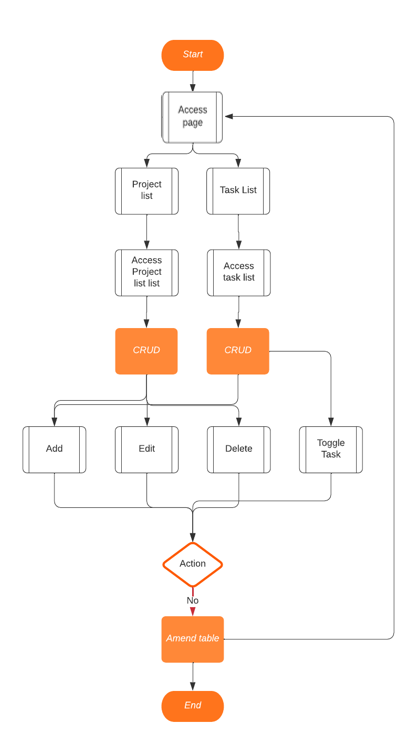 Start
Access
page
Project
list
Task List
Access
Project
list list
Access
task list
CRUD
CRUD
Add
Edit
Delete
Toggle
Task
Action
No
Amend table
End